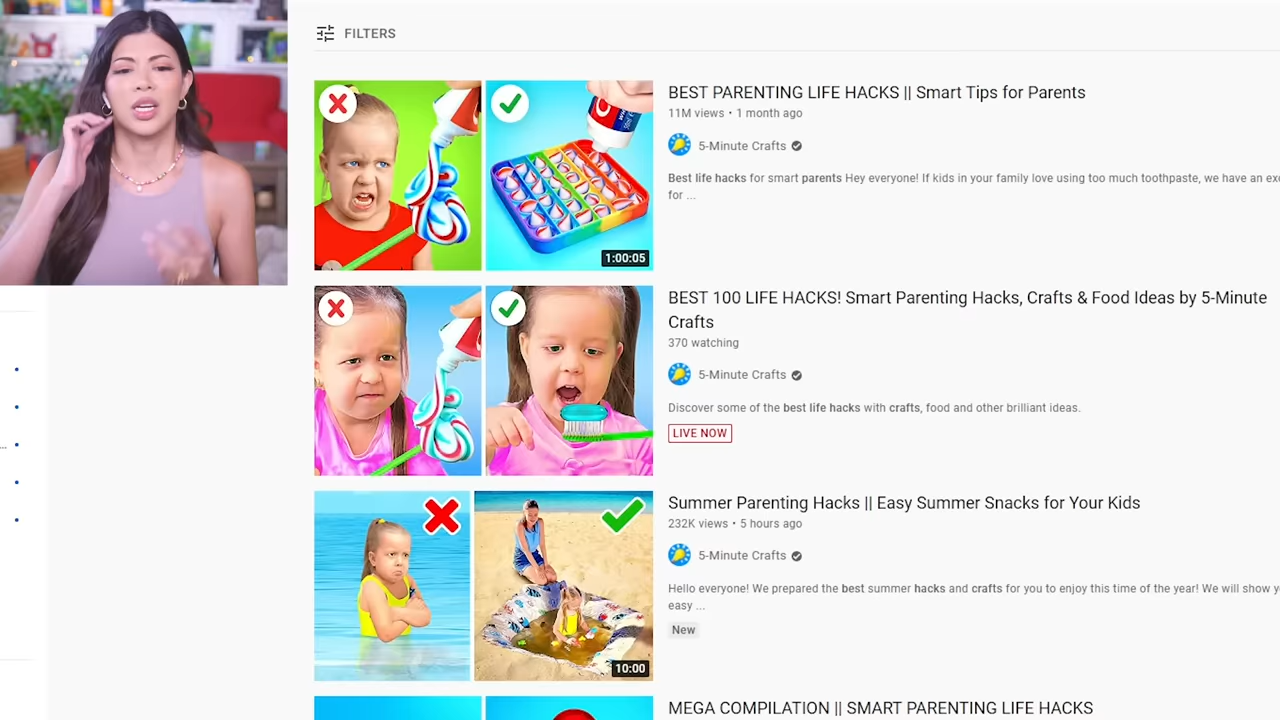 FILTERS
BEST PARENTING LIFE HACKS || Smart Tips for Parents
11M views • 1 month ago
5-Minute Crafts
Best life hacks for smart parents Hey everyone! If kids in your family love using too much toothpaste, we have an
for ...
1:00:05
BEST 100 LIFE HACKS! Smart Parenting Hacks, Crafts & Food Ideas by 5-Minute
Crafts
370 watching
5-Minute Crafts
Discover some of the best life hacks with crafts, food and other brilliant ideas.
LIVE NOW
Summer Parenting Hacks || Easy Summer Snacks for Your Kids
232K views • 5 hours ago
5-Minute Crafts
Hello everyone! We prepared the best summer hacks and crafts for you to enjoy this time of the year! We will show
easy ...
New
10:00
MEGA COMPILATION || SMART PARENTING LIFE HACKS